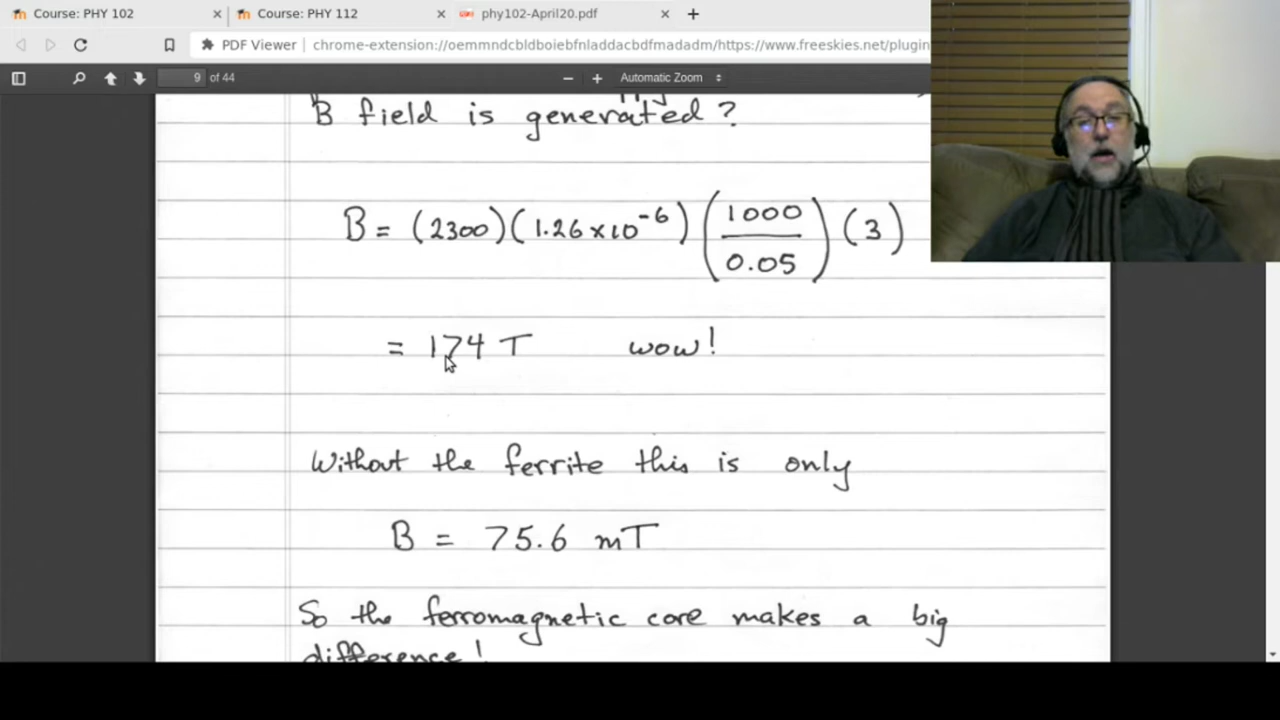 Course: PHY 102
Course: PHY 112
phy102-April20.pdf
PDF Viewer chrome-extension://oemmndcbldboiebfnladdacbdfmadadm/https://www.freeskies.net/plugin
9 of 44
Automatic Zoom
B field is generated?
B = (2300)(1.26×10⁻⁶)(1000/0.05)(3)
= 174 T wow!
Without the ferrite this is only
B = 75.6 mT
So the ferromagnetic core makes a big
difference!